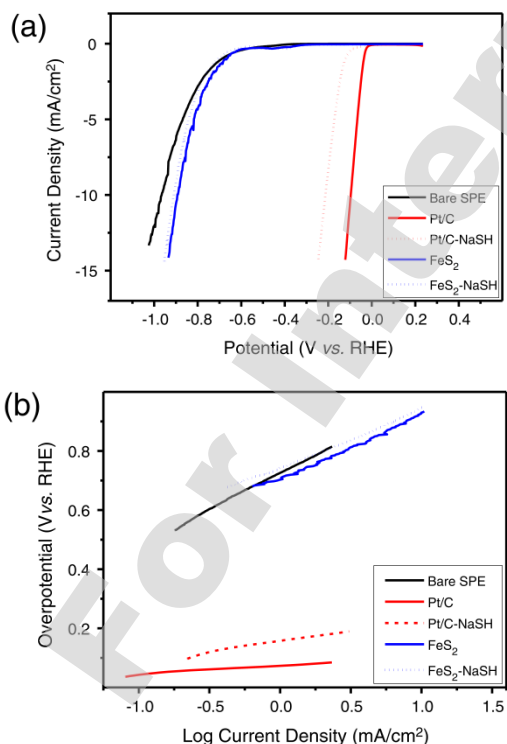 (a)
0
-5
-10
-15
Current Density (mA/cm²)
Bare SPE
Pt/C
Pt/C-NaSH
FeS₂
FeS₂-NaSH
-1.0 -0.8 -0.6 -0.4 -0.2 0.0 0.2 0.4
Potential (V vs. RHE)
(b)
0.8
0.6
0.4
0.2
Overpotential (V vs. RHE)
Bare SPE
Pt/C
Pt/C-NaSH
FeS₂
FeS₂-NaSH
-1.0 -0.5 0.0 0.5 1.0 1.5
Log Current Density (mA/cm²)
For Inter